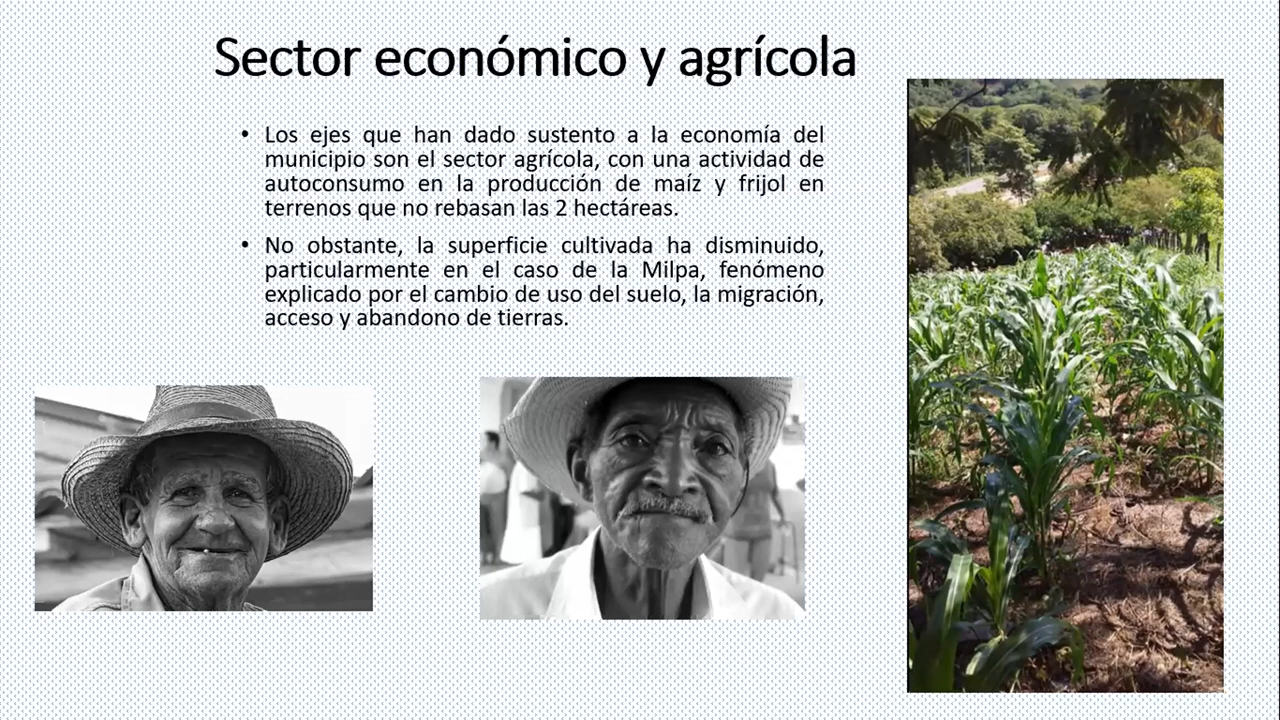 Sector económico y agrícola
• Los ejes que han dado sustento a la economía del
municipio son el sector agrícola, con una actividad de
autoconsumo en la producción de maíz y frijol en
terrenos que no rebasan las 2 hectáreas.
• No obstante, la superficie cultivada ha disminuido,
particularmente en el caso de la Milpa, fenómeno
explicado por el cambio de uso del suelo, la migración,
acceso y abandono de tierras.